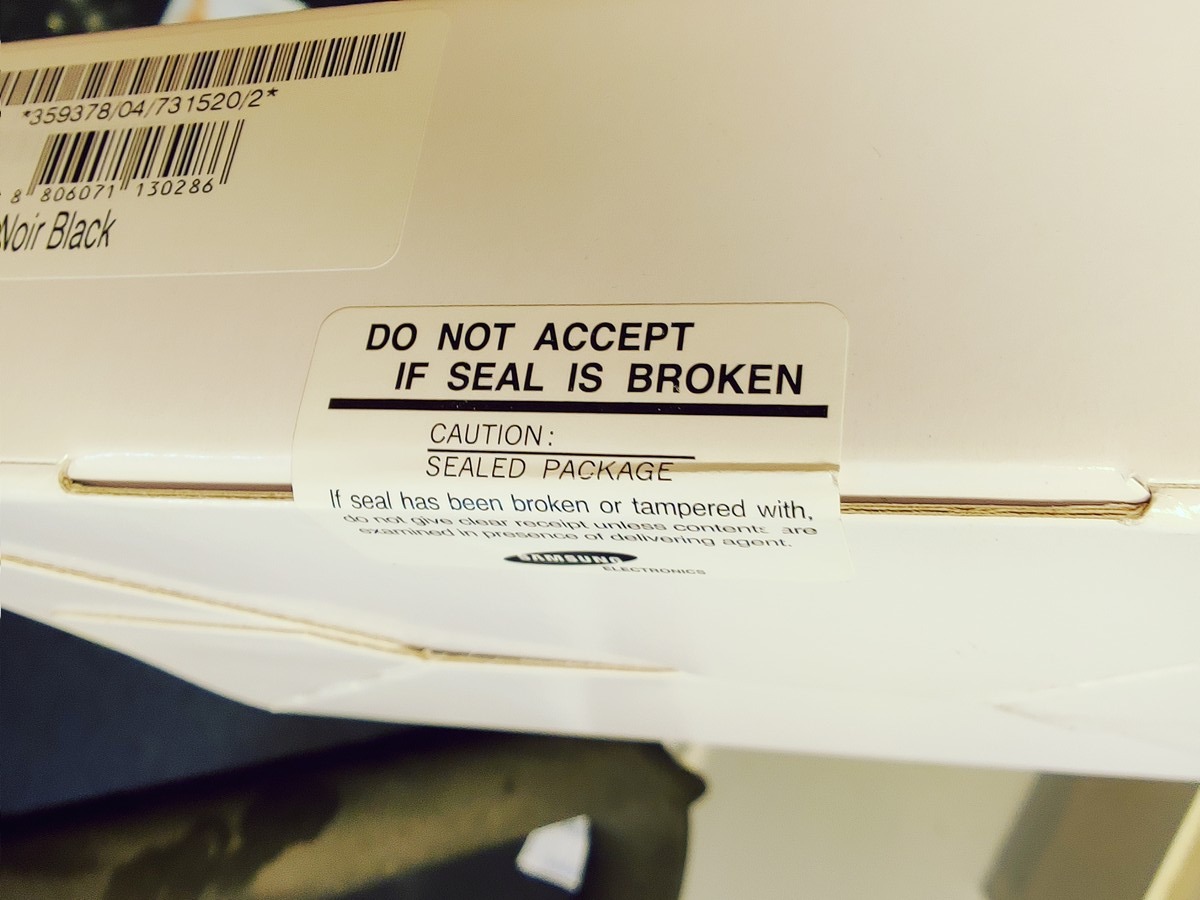 *359378/04/731520/2*
8 806071 130286
Noir Black
DO NOT ACCEPT
IF SEAL IS BROKEN
CAUTION:
SEALED PACKAGE
If seal has been broken or tampered with,
do not give clear receipt unless contents are
examined in presence of delivering agent.
SAMSUNG
ELECTRONICS